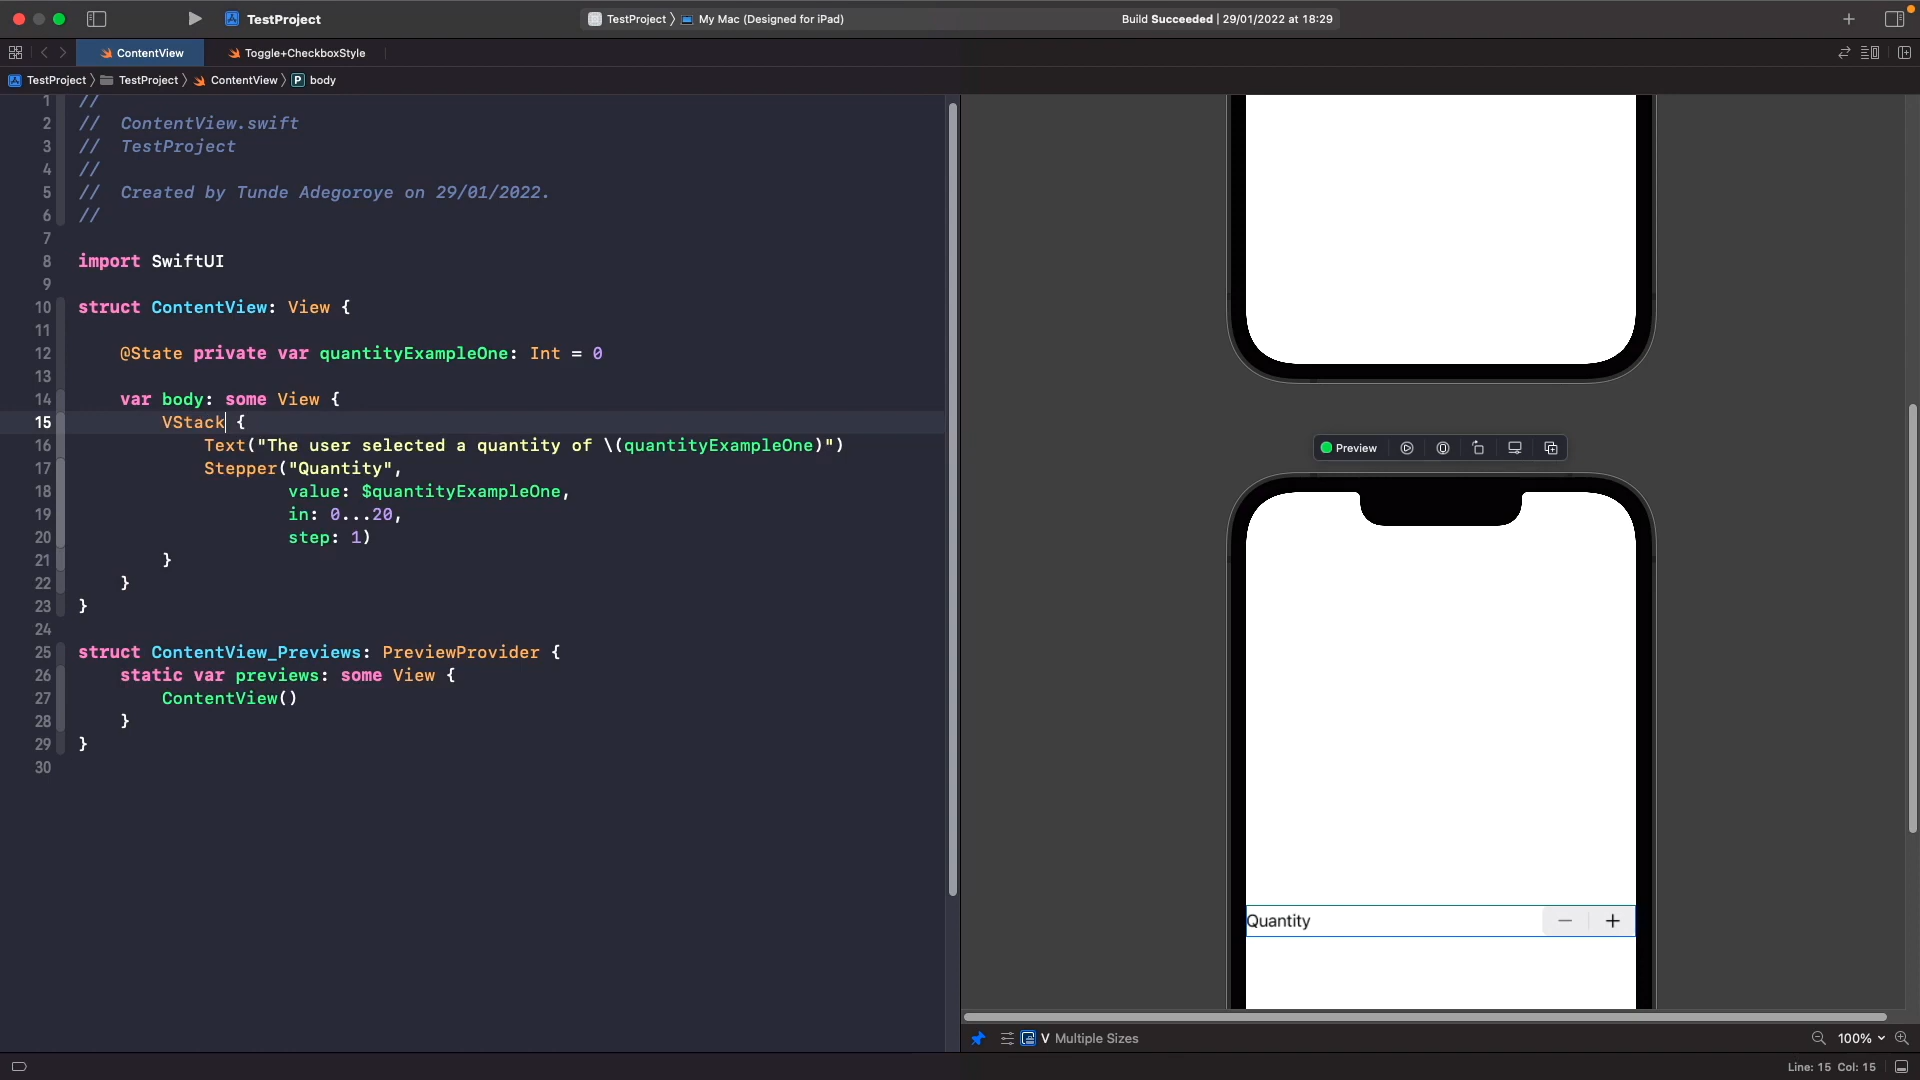 TestProject
TestProject 〉 My Mac (Designed for iPad)
Build Succeeded | 29/01/2022 at 18:29
ContentView
Toggle+CheckboxStyle
TestProject 〉 TestProject 〉 ContentView 〉 P body
1 //
2 //  ContentView.swift
3 //  TestProject
4 //
5 //  Created by Tunde Adegoroye on 29/01/2022.
6 //
7
8 import SwiftUI
9
10 struct ContentView: View {
11
12     @State private var quantityExampleOne: Int = 0
13
14     var body: some View {
15         VStack {
16             Text("The user selected a quantity of \(quantityExampleOne)")
17             Stepper("Quantity",
18                     value: $quantityExampleOne,
19                     in: 0...20,
20                     step: 1)
21         }
22     }
23 }
24
25 struct ContentView_Previews: PreviewProvider {
26     static var previews: some View {
27         ContentView()
28     }
29 }
30
Preview
Quantity − +
V Multiple Sizes
100%
Line: 15 Col: 15